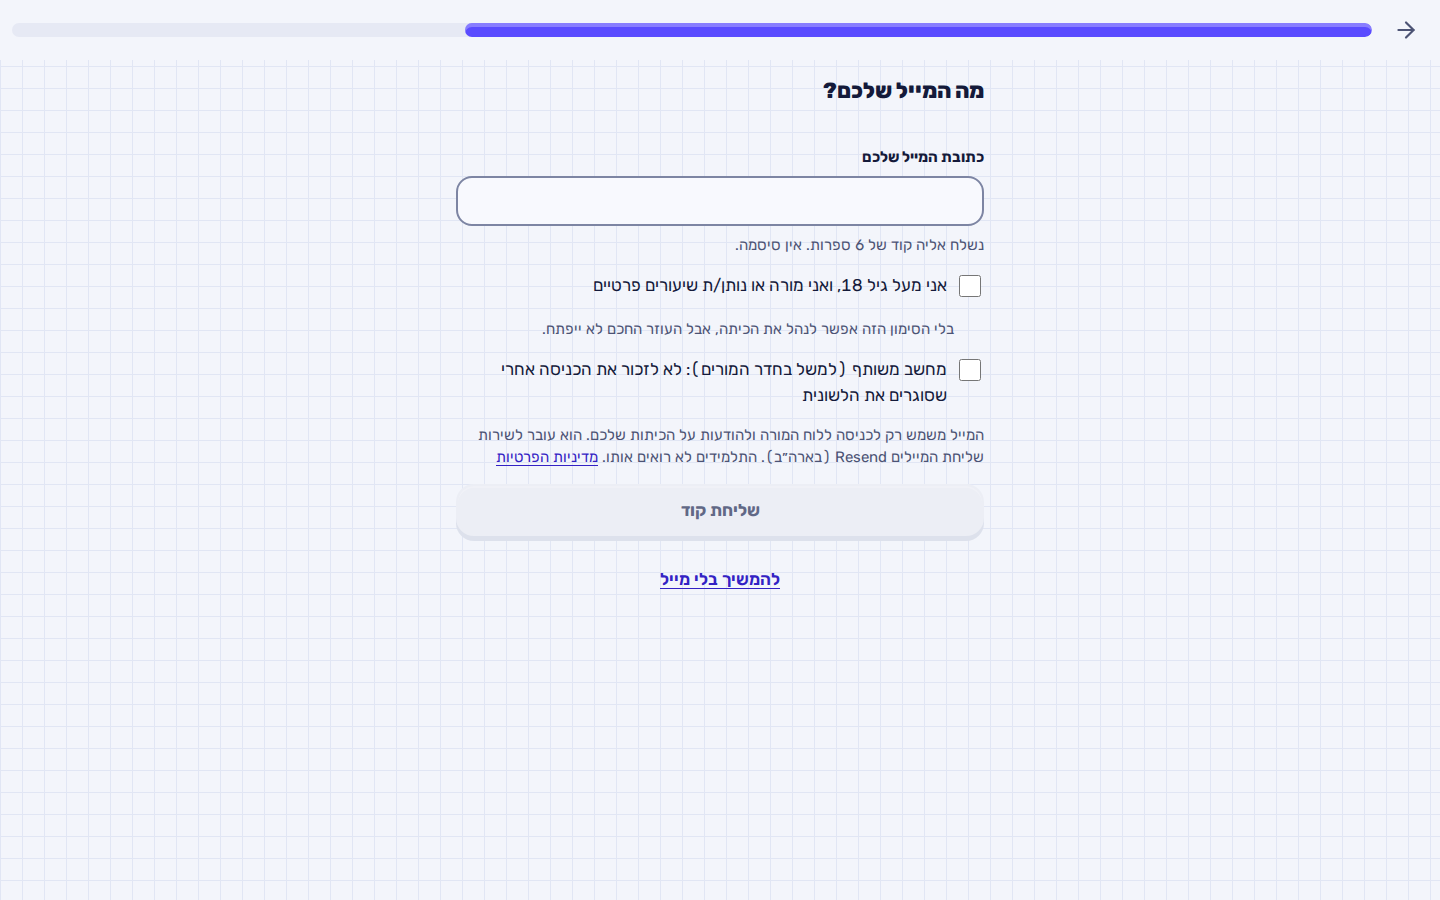 מה המייל שלכם?
כתובת המייל שלכם
נשלח אליה קוד של 6 ספרות. אין סיסמה.
אני מעל גיל 18, ואני מורה או נותן/ת שיעורים פרטיים
בלי הסימון הזה אפשר לנהל את הכיתה, אבל העוזר החכם לא ייפתח.
מחשב משותף (למשל בחדר המורים): לא לזכור את הכניסה אחרי
שסוגרים את הלשונית
המייל משמש רק לכניסה ללוח המורה ולהודעות על הכיתות שלכם. הוא עובר לשירות
שליחת המיילים Resend (בארה״ב). התלמידים לא רואים אותו. מדיניות הפרטיות
שליחת קוד
להמשיך בלי מייל